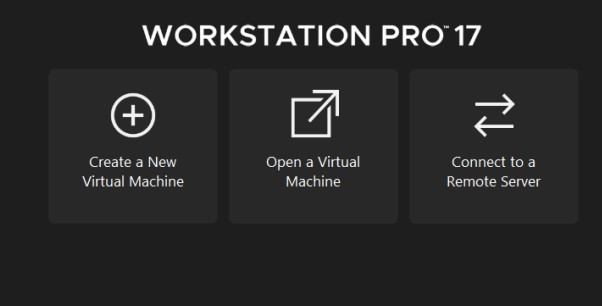 WORKSTATION PRO™ 17
Create a New
Virtual Machine
Open a Virtual
Machine
Connect to a
Remote Server